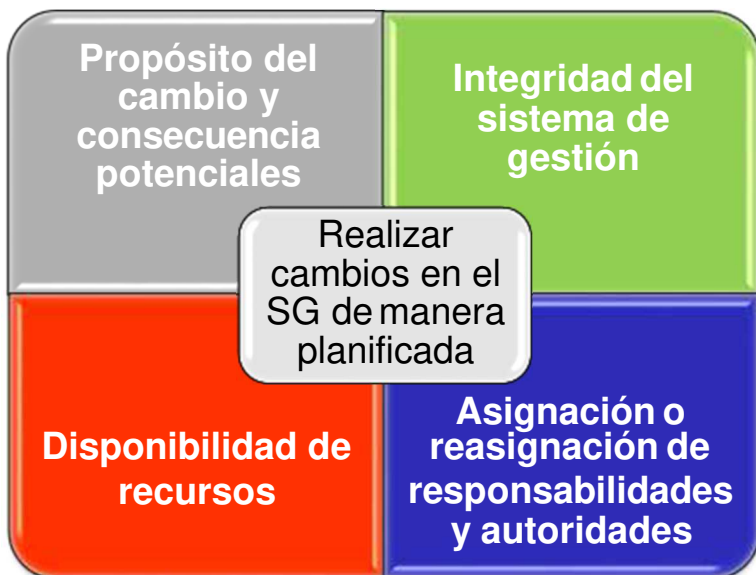 Propósito del
cambio y
consecuencia
potenciales
Integridad del
sistema de
gestión
Realizar
cambios en el
SG de manera
planificada
Disponibilidad de
recursos
Asignación o
reasignación de
responsabilidades
y autoridades